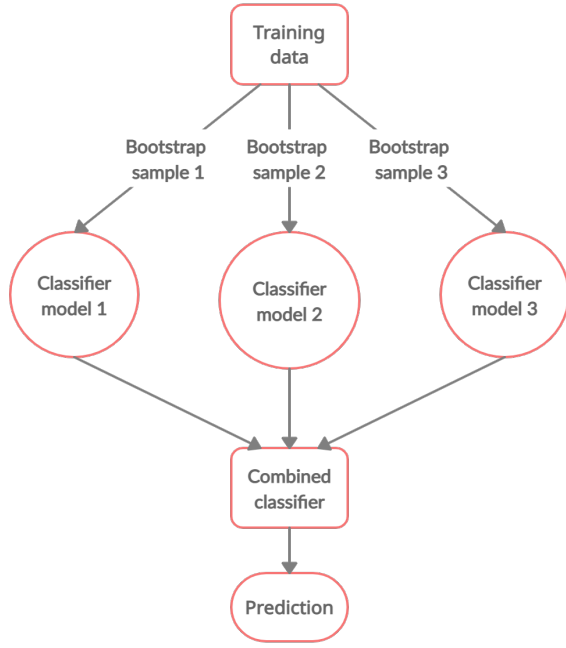 Training
data
Bootstrap
sample 1
Bootstrap
sample 2
Bootstrap
sample 3
Classifier
model 1
Classifier
model 2
Classifier
model 3
Combined
classifier
Prediction